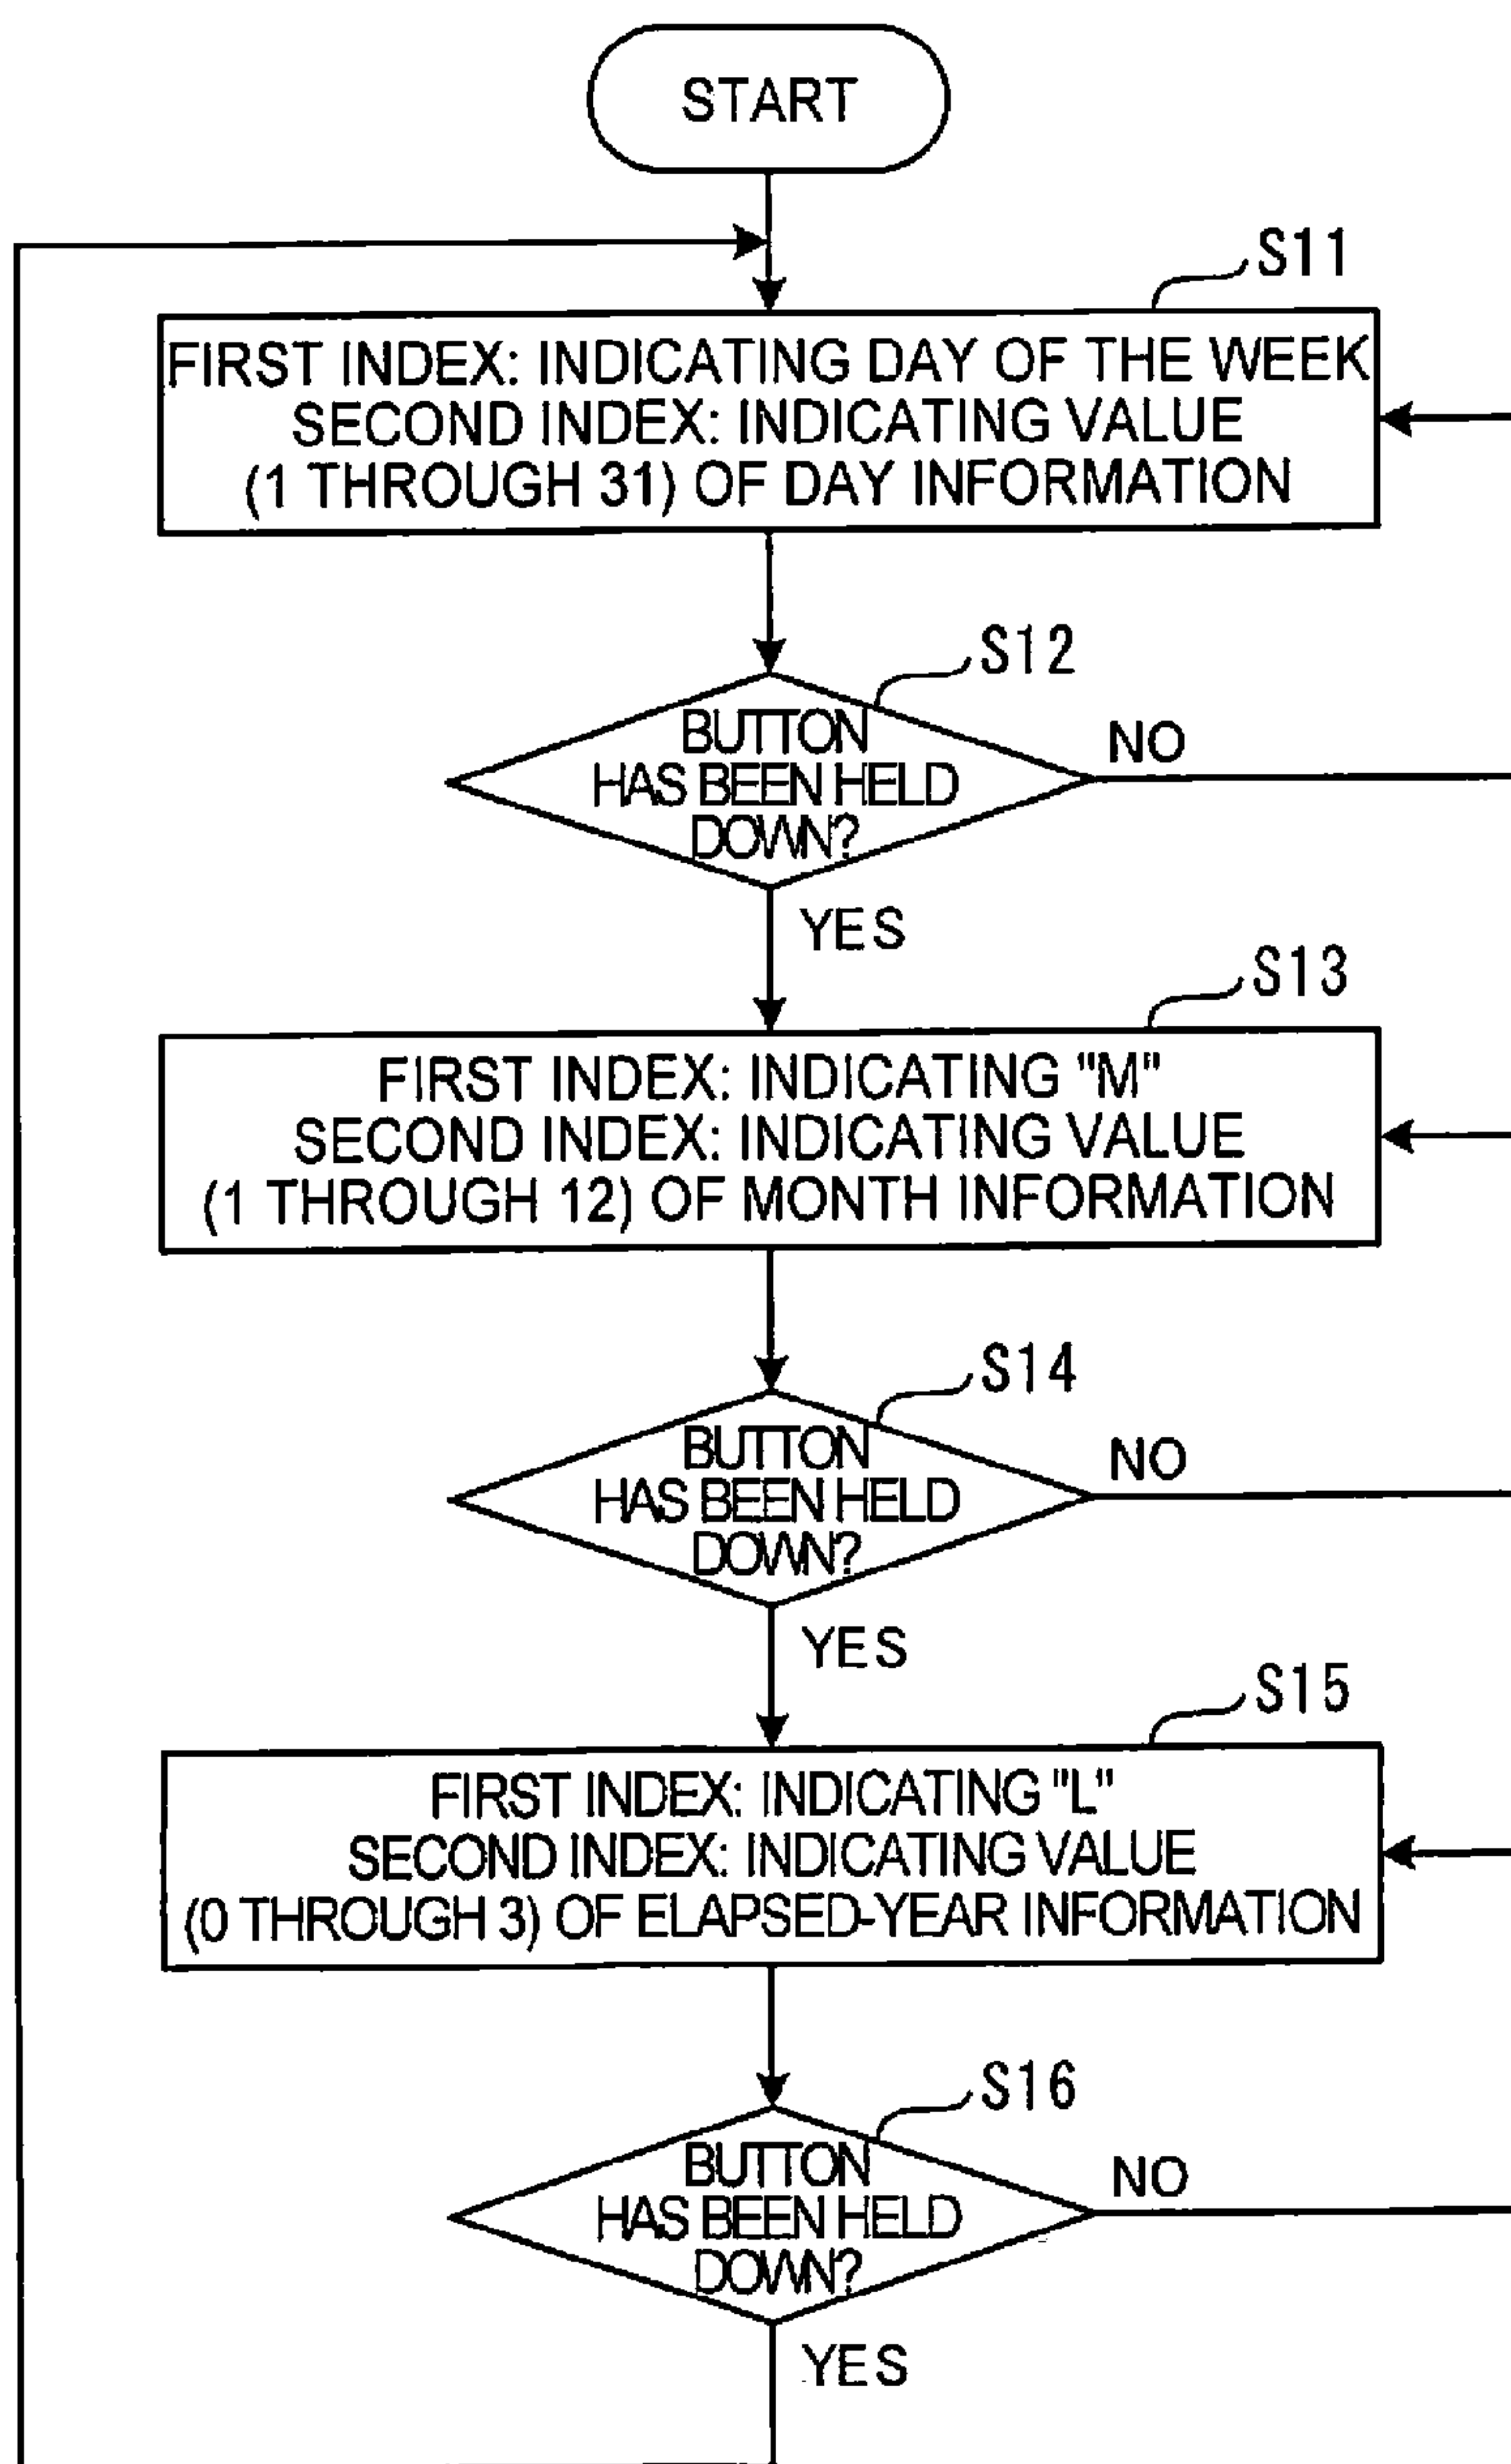 START
S11
FIRST INDEX: INDICATING DAY OF THE WEEK
SECOND INDEX: INDICATING VALUE
(1 THROUGH 31) OF DAY INFORMATION
S12
BUTTON
HAS BEEN HELD
DOWN?
NO
YES
S13
FIRST INDEX: INDICATING "M"
SECOND INDEX: INDICATING VALUE
(1 THROUGH 12) OF MONTH INFORMATION
S14
BUTTON
HAS BEEN HELD
DOWN?
NO
YES
S15
FIRST INDEX: INDICATING "L"
SECOND INDEX: INDICATING VALUE
(0 THROUGH 3) OF ELAPSED-YEAR INFORMATION
S16
BUTTON
HAS BEEN HELD
DOWN?
NO
YES